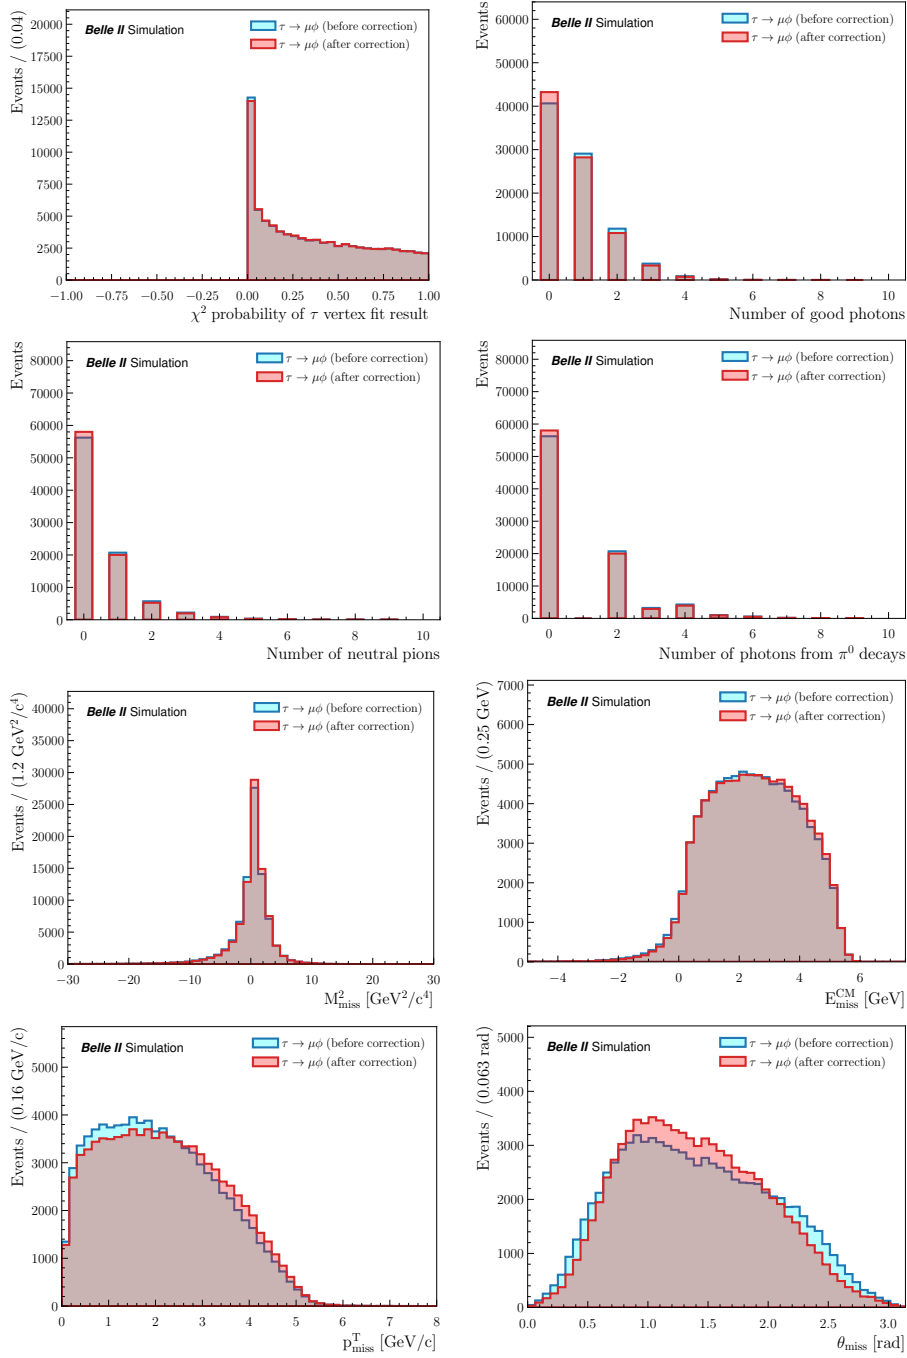 Events / (0.04)
20000
17500
15000
12500
10000
7500
5000
2500
0
Belle II Simulation
τ → μϕ (before correction)
τ → μϕ (after correction)
−1.00 −0.75 −0.50 −0.25 0.00 0.25 0.50 0.75 1.00
χ² probability of τ vertex fit result
Events
60000
50000
40000
30000
20000
10000
0
Belle II Simulation
τ → μϕ (before correction)
τ → μϕ (after correction)
0 2 4 6 8 10
Number of good photons
Events
80000
70000
60000
50000
40000
30000
20000
10000
0
Belle II Simulation
τ → μϕ (before correction)
τ → μϕ (after correction)
0 2 4 6 8 10
Number of neutral pions
Events
80000
70000
60000
50000
40000
30000
20000
10000
0
Belle II Simulation
τ → μϕ (before correction)
τ → μϕ (after correction)
0 2 4 6 8 10
Number of photons from π⁰ decays
Events / (1.2 GeV²/c⁴)
40000
35000
30000
25000
20000
15000
10000
5000
0
Belle II Simulation
τ → μϕ (before correction)
τ → μϕ (after correction)
−30 −20 −10 0 10 20 30
M²miss [GeV²/c⁴]
Events / (0.25 GeV)
7000
6000
5000
4000
3000
2000
1000
0
Belle II Simulation
τ → μϕ (before correction)
τ → μϕ (after correction)
−4 −2 0 2 4 6
E^CM_miss [GeV]
Events / (0.16 GeV/c)
5000
4000
3000
2000
1000
0
Belle II Simulation
τ → μϕ (before correction)
τ → μϕ (after correction)
0 1 2 3 4 5 6 7 8
p^T_miss [GeV/c]
Events / (0.063 rad)
5000
4000
3000
2000
1000
0
Belle II Simulation
τ → μϕ (before correction)
τ → μϕ (after correction)
0.0 0.5 1.0 1.5 2.0 2.5 3.0
θmiss [rad]